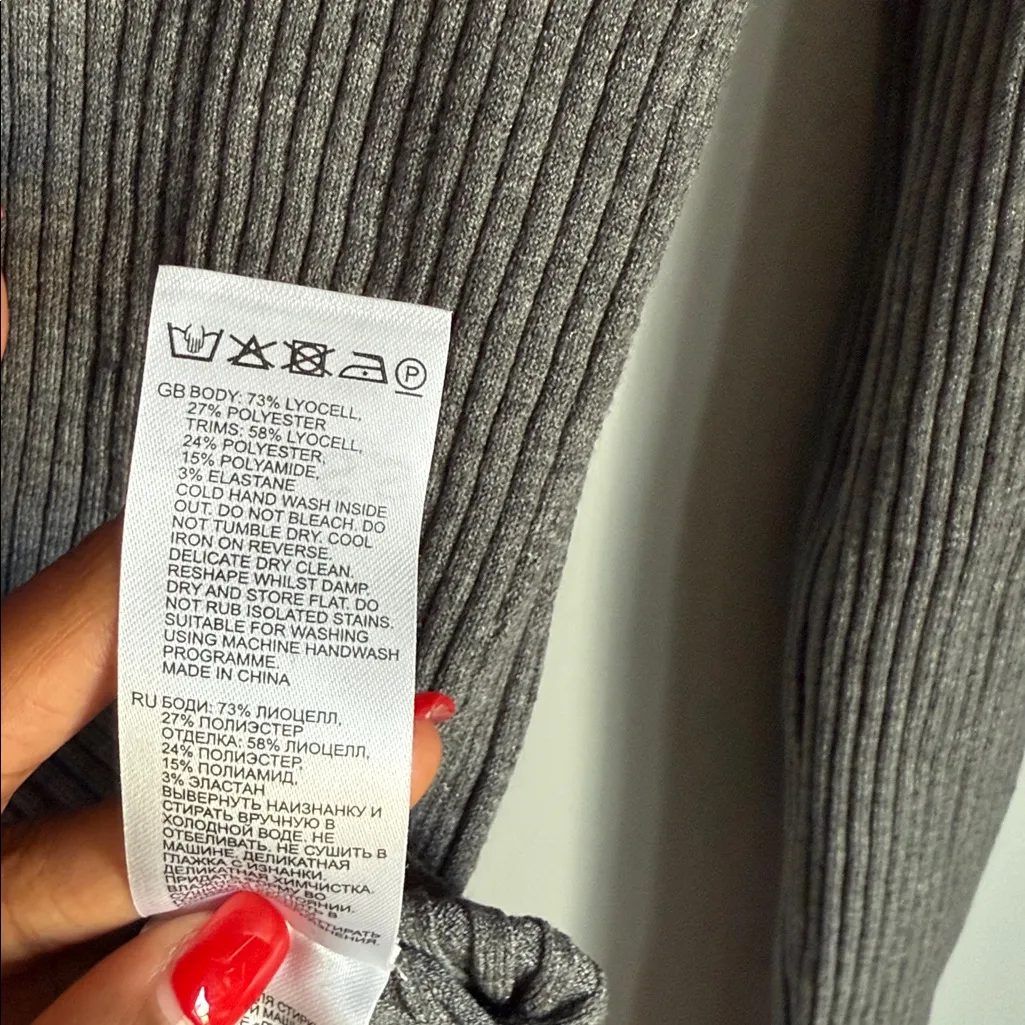 P
GB BODY: 73% LYOCELL,
27% POLYESTER
TRIMS: 58% LYOCELL,
24% POLYESTER,
15% POLYAMIDE,
3% ELASTANE
COLD HAND WASH INSIDE
OUT. DO NOT BLEACH. DO
NOT TUMBLE DRY. COOL
IRON ON REVERSE.
DELICATE DRY CLEAN.
RESHAPE WHILST DAMP.
DRY AND STORE FLAT. DO
NOT RUB ISOLATED STAINS.
SUITABLE FOR WASHING
USING MACHINE HANDWASH
PROGRAMME.
MADE IN CHINA
RU БОДИ: 73% ЛИОЦЕЛЛ,
27% ПОЛИЭСТЕР
ОТДЕЛКА: 58% ЛИОЦЕЛЛ,
24% ПОЛИЭСТЕР,
15% ПОЛИАМИД,
3% ЭЛАСТАН
ВЫВЕРНУТЬ НАИЗНАНКУ И
СТИРАТЬ ВРУЧНУЮ В
ХОЛОДНОЙ ВОДЕ. НЕ
ОТБЕЛИВАТЬ. НЕ СУШИТЬ В
МАШИНЕ. ДЕЛИКАТНАЯ
ГЛАЖКА С ИЗНАНКИ.
ДЕЛИКАТНАЯ ХИМЧИСТКА.
ВО